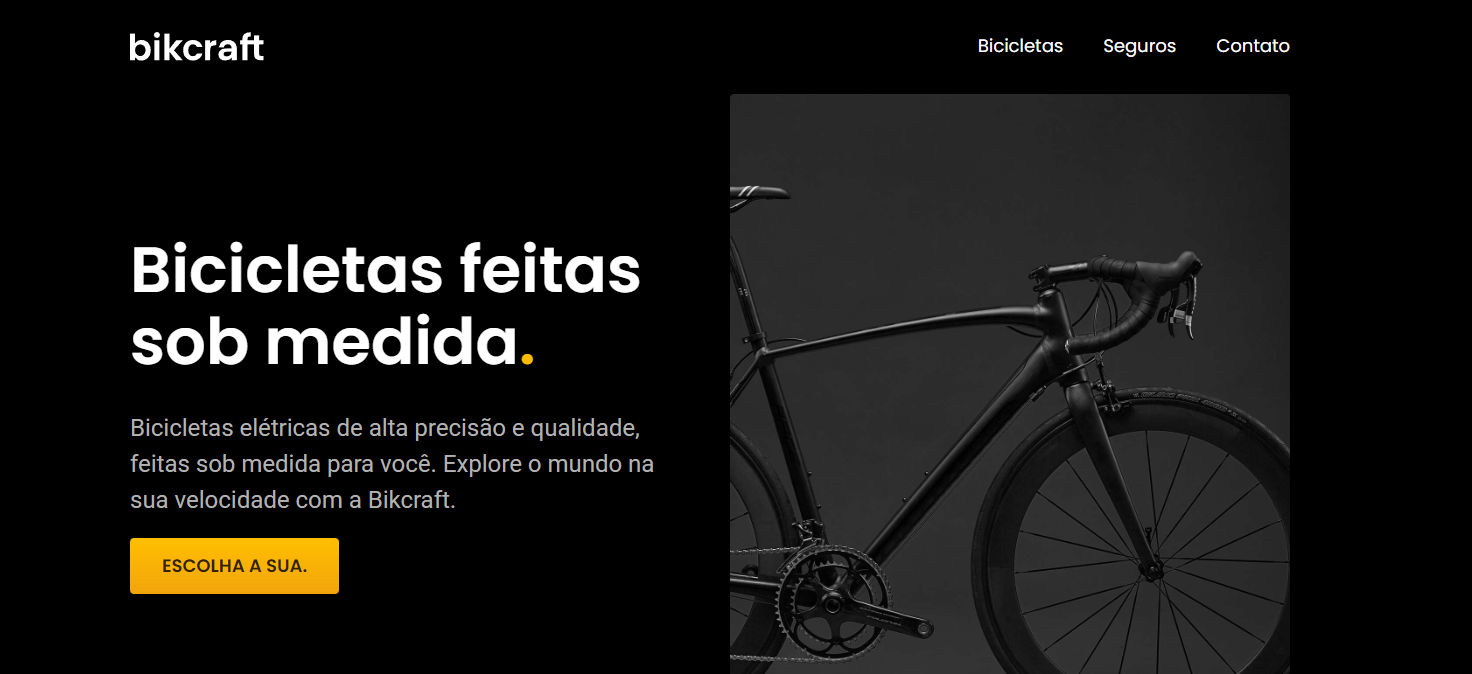 bikcraft
Bicicletas
Seguros
Contato
Bicicletas feitas
sob medida.
Bicicletas elétricas de alta precisão e qualidade,
feitas sob medida para você. Explore o mundo na
sua velocidade com a Bikcraft.
ESCOLHA A SUA.